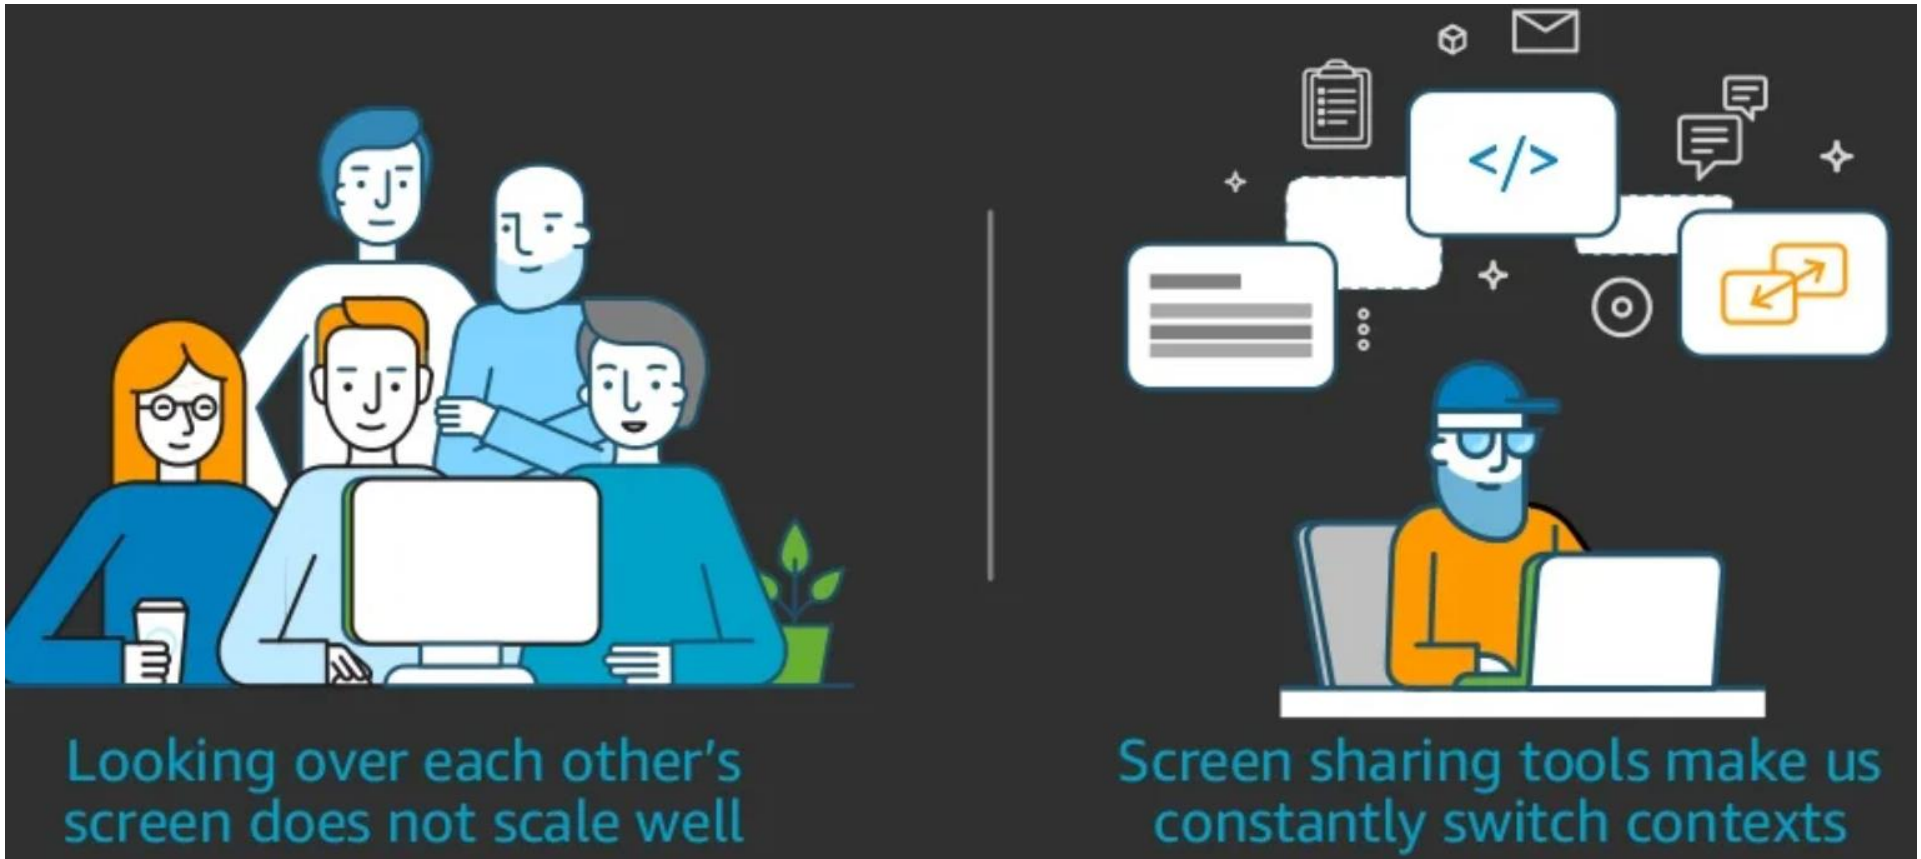 </>
Looking over each other's
screen does not scale well
Screen sharing tools make us
constantly switch contexts